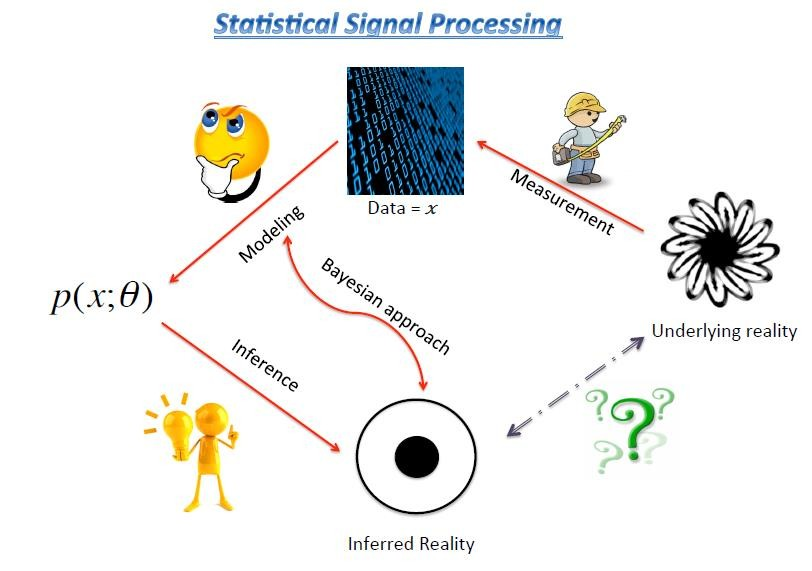 Statistical Signal Processing
Data = x
Measurement
Modeling
Bayesian approach
p(x;θ)
Underlying reality
Inference
Inferred Reality